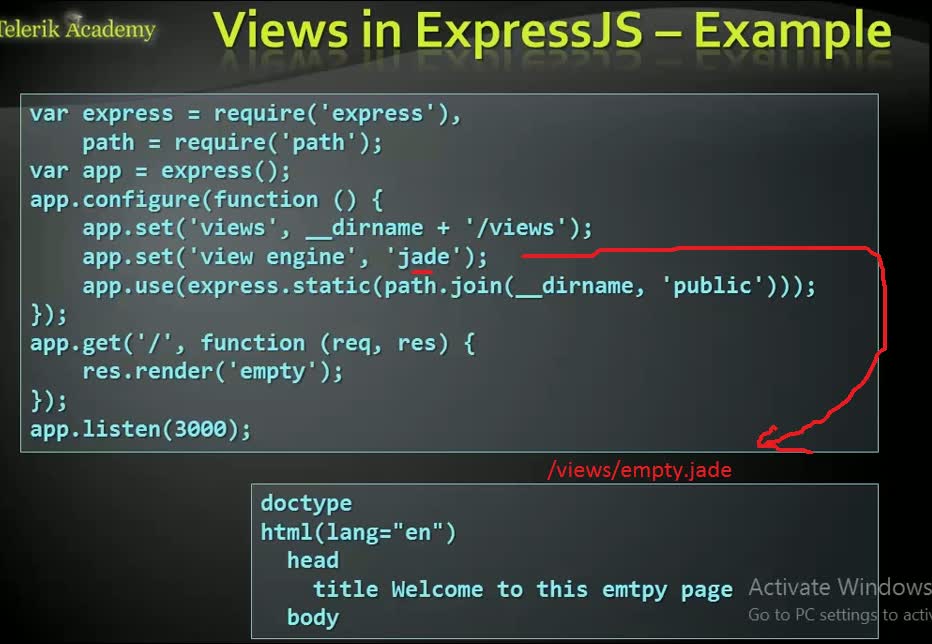 Telerik Academy
Views in ExpressJS – Example
var express = require('express'),
    path = require('path');
var app = express();
app.configure(function () {
    app.set('views', __dirname + '/views');
    app.set('view engine', 'jade');
    app.use(express.static(path.join(__dirname, 'public')));
});
app.get('/', function (req, res) {
    res.render('empty');
});
app.listen(3000);
/views/empty.jade
doctype
html(lang="en")
  head
    title Welcome to this emtpy page
  body
Activate Windows
Go to PC settings to activ